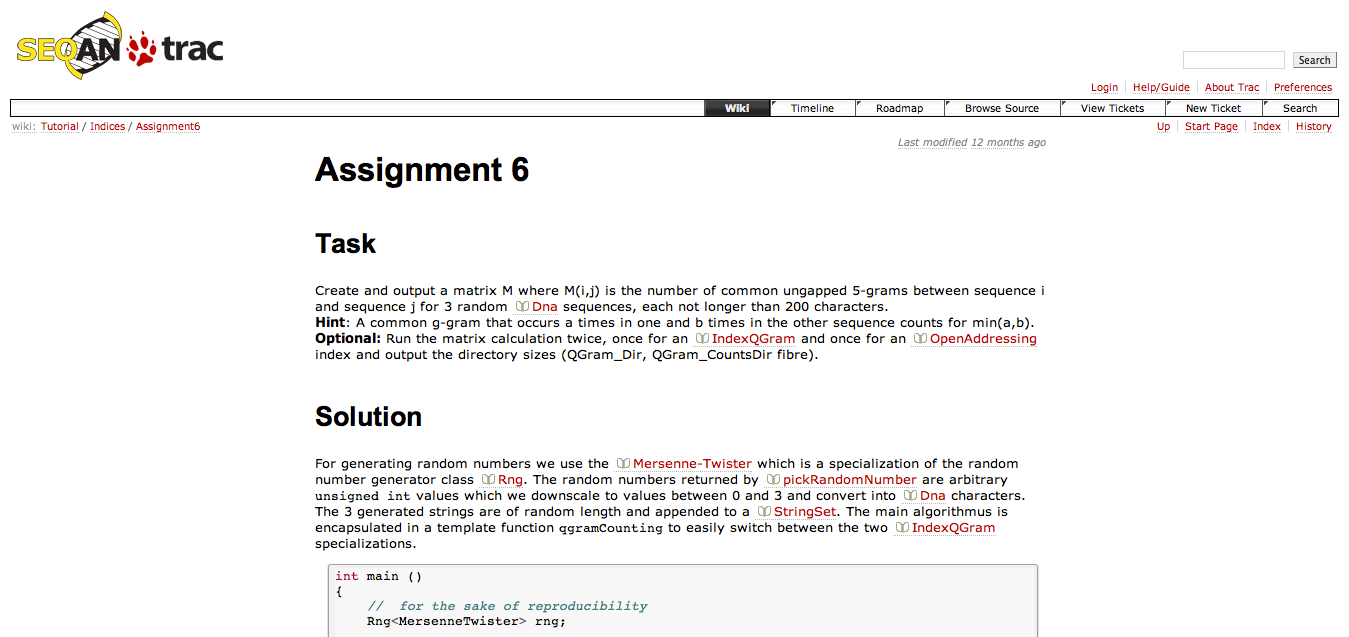 SEQAN trac
Search
Login Help/Guide About Trac Preferences
Wiki Timeline Roadmap Browse Source View Tickets New Ticket Search
wiki: Tutorial / Indices / Assignment6
Up Start Page Index History
Last modified 12 months ago
Assignment 6
Task
Create and output a matrix M where M(i,j) is the number of common ungapped 5-grams between sequence i
and sequence j for 3 random Dna sequences, each not longer than 200 characters.
Hint: A common g-gram that occurs a times in one and b times in the other sequence counts for min(a,b).
Optional: Run the matrix calculation twice, once for an IndexQGram and once for an OpenAddressing
index and output the directory sizes (QGram_Dir, QGram_CountsDir fibre).
Solution
For generating random numbers we use the Mersenne-Twister which is a specialization of the random
number generator class Rng. The random numbers returned by pickRandomNumber are arbitrary
unsigned int values which we downscale to values between 0 and 3 and convert into Dna characters.
The 3 generated strings are of random length and appended to a StringSet. The main algorithmus is
encapsulated in a template function qgramCounting to easily switch between the two IndexQGram
specializations.
int main ()
{
// for the sake of reproducibility
Rng<MersenneTwister> rng;